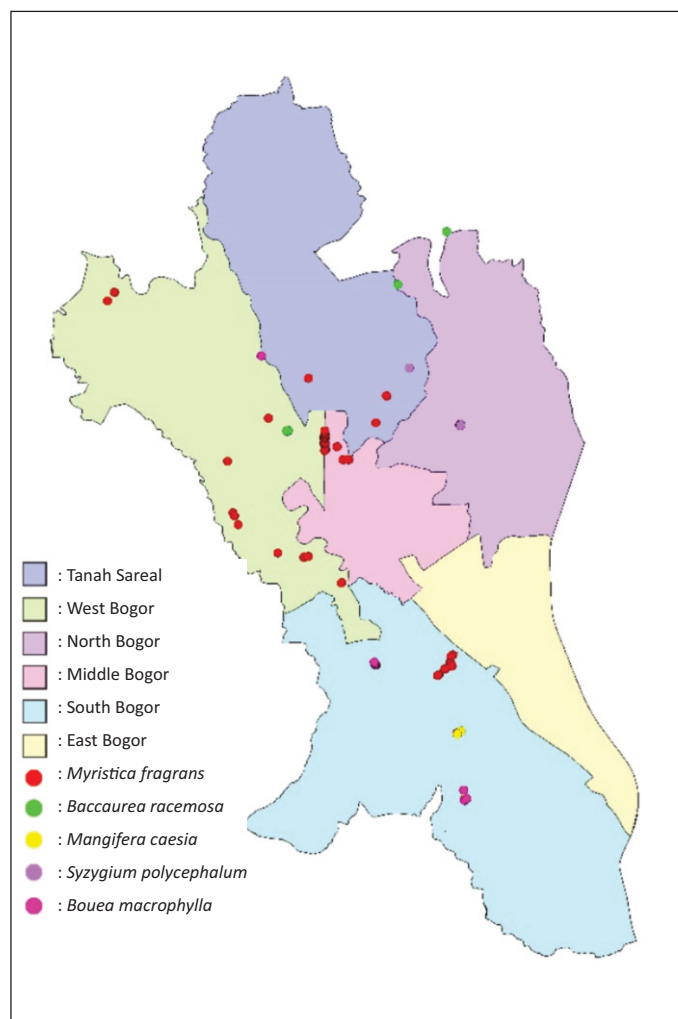 : Tanah Sareal
: West Bogor
: North Bogor
: Middle Bogor
: South Bogor
: East Bogor
: Myristica fragrans
: Baccaurea racemosa
: Mangifera caesia
: Syzygium polycephalum
: Bouea macrophylla